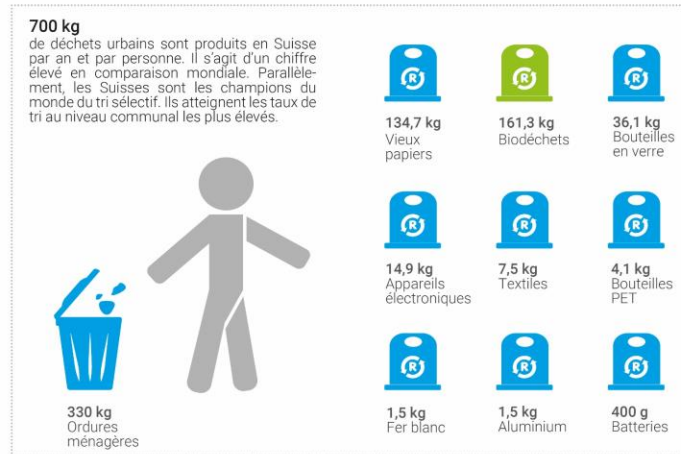 700 kg
de déchets urbains sont produits en Suisse
par an et par personne. Il s'agit d'un chiffre
élevé en comparaison mondiale. Parallèle-
ment, les Suisses sont les champions du
monde du tri sélectif. Ils atteignent les taux de
tri au niveau communal les plus élevés.
R
134,7 kg
Vieux
papiers
R
161,3 kg
Biodéchets
R
36,1 kg
Bouteilles
en verre
R
14,9 kg
Appareils
électroniques
R
7,5 kg
Textiles
R
4,1 kg
Bouteilles
PET
330 kg
Ordures
ménagères
R
1,5 kg
Fer blanc
R
1,5 kg
Aluminium
R
400 g
Batteries